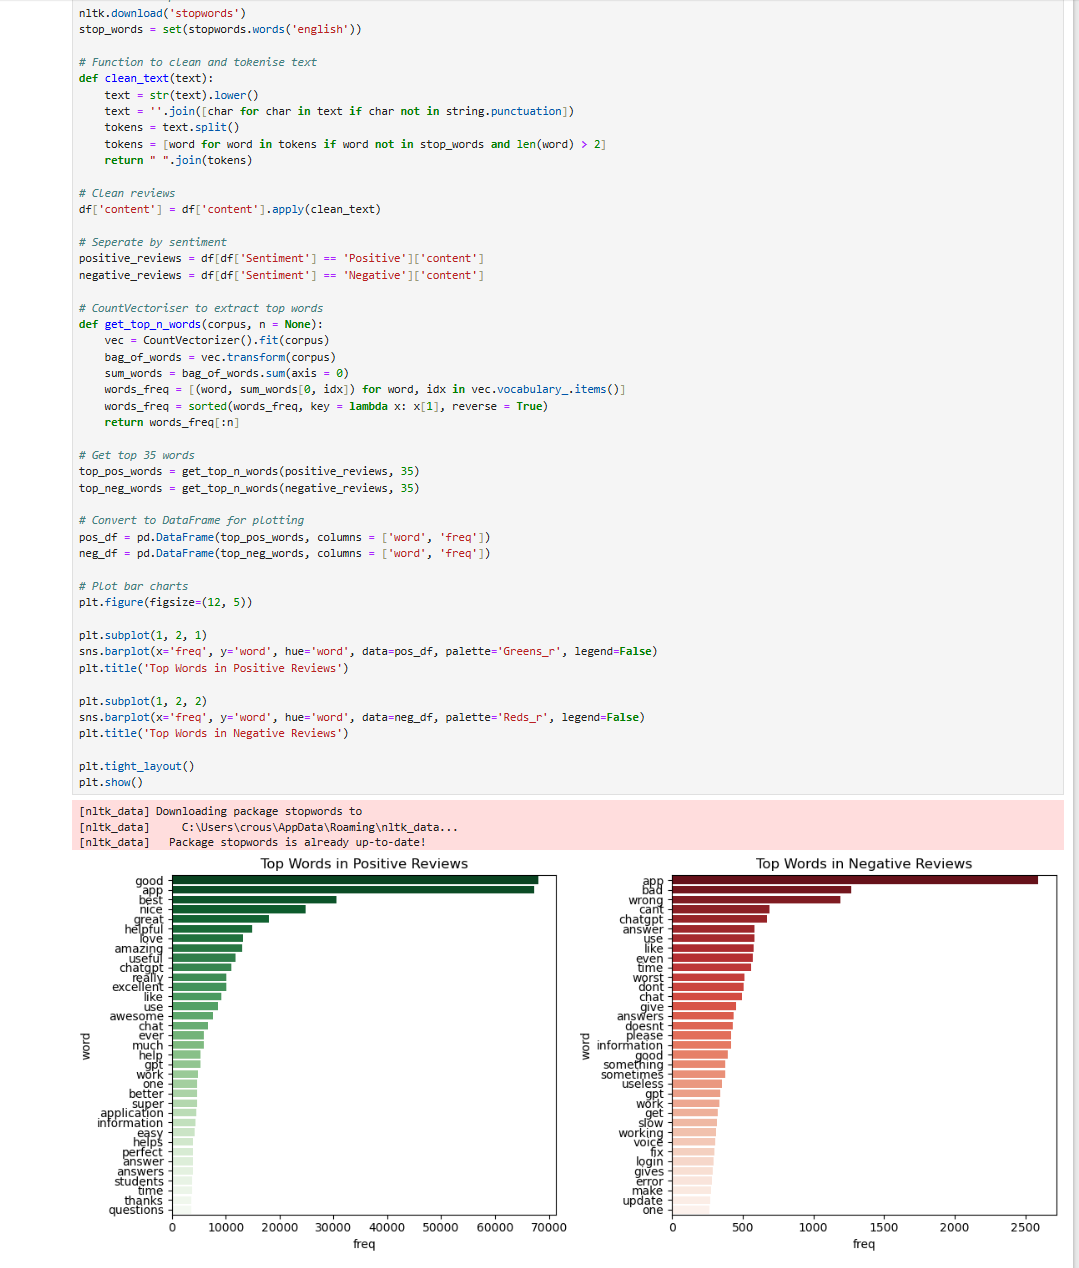 nltk.download('stopwords')
stop_words = set(stopwords.words('english'))
# Function to clean and tokenise text
def clean_text(text):
    text = str(text).lower()
    text = ''.join([char for char in text if char not in string.punctuation])
    tokens = text.split()
    tokens = [word for word in tokens if word not in stop_words and len(word) > 2]
    return " ".join(tokens)
# Clean reviews
df['content'] = df['content'].apply(clean_text)
# Seperate by sentiment
positive_reviews = df[df['Sentiment'] == 'Positive']['content']
negative_reviews = df[df['Sentiment'] == 'Negative']['content']
# CountVectoriser to extract top words
def get_top_n_words(corpus, n = None):
    vec = CountVectorizer().fit(corpus)
    bag_of_words = vec.transform(corpus)
    sum_words = bag_of_words.sum(axis = 0)
    words_freq = [(word, sum_words[0, idx]) for word, idx in vec.vocabulary_.items()]
    words_freq = sorted(words_freq, key = lambda x: x[1], reverse = True)
    return words_freq[:n]
# Get top 35 words
top_pos_words = get_top_n_words(positive_reviews, 35)
top_neg_words = get_top_n_words(negative_reviews, 35)
# Convert to DataFrame for plotting
pos_df = pd.DataFrame(top_pos_words, columns = ['word', 'freq'])
neg_df = pd.DataFrame(top_neg_words, columns = ['word', 'freq'])
# Plot bar charts
plt.figure(figsize=(12, 5))
plt.subplot(1, 2, 1)
sns.barplot(x='freq', y='word', hue='word', data=pos_df, palette='Greens_r', legend=False)
plt.title('Top Words in Positive Reviews')
plt.subplot(1, 2, 2)
sns.barplot(x='freq', y='word', hue='word', data=neg_df, palette='Reds_r', legend=False)
plt.title('Top Words in Negative Reviews')
plt.tight_layout()
plt.show()
[nltk_data] Downloading package stopwords to
[nltk_data]     C:\Users\crous\AppData\Roaming\nltk_data...
[nltk_data]   Package stopwords is already up-to-date!
Top Words in Positive Reviews
word
good
app
best
nice
great
helpful
love
amazing
useful
chatgpt
really
excellent
like
use
awesome
chat
ever
much
help
gpt
work
one
better
super
application
information
easy
helps
perfect
answer
answers
students
time
thanks
questions
0 10000 20000 30000 40000 50000 60000 70000
freq
Top Words in Negative Reviews
word
app
bad
wrong
cant
chatgpt
answer
use
like
even
time
worst
dont
chat
give
answers
doesnt
please
information
good
something
sometimes
useless
gpt
work
get
slow
working
voice
fix
login
gives
error
make
update
one
0 500 1000 1500 2000 2500
freq